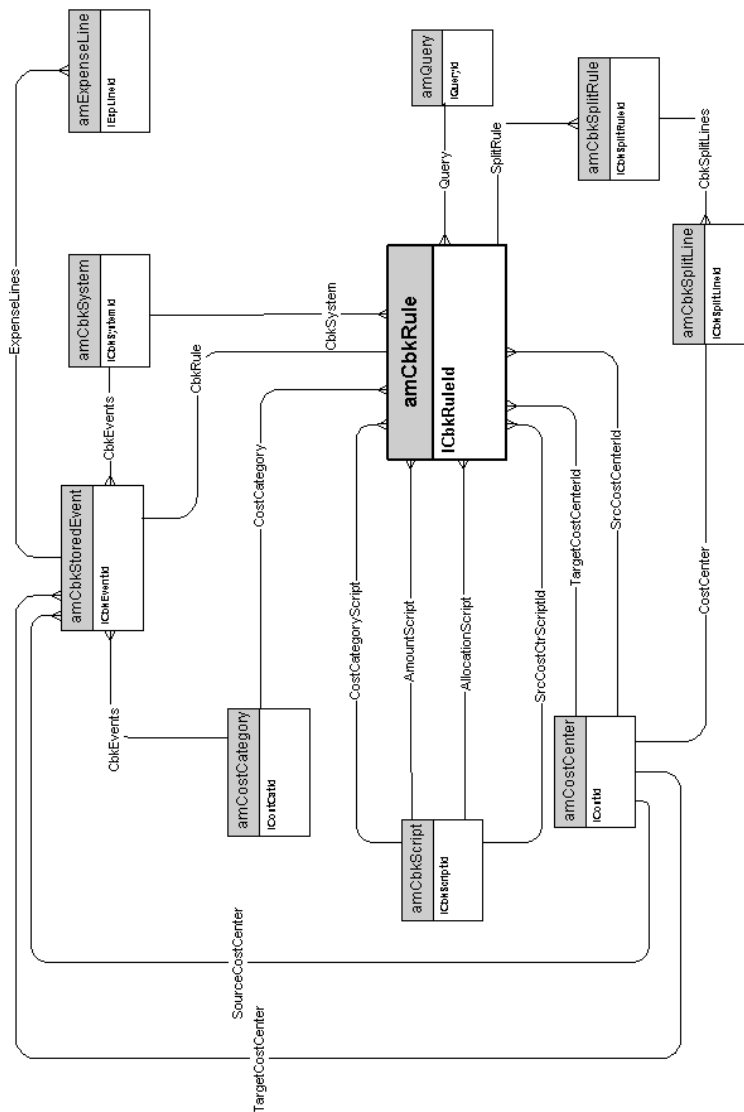 ExpenseLines
amCbkStoredEvent
lCbkEventId
amCbkSystem
lCbkSystemId
amExpenseLine
lExpLineId
CbkEvents
CbkEvents
CbkRule
TargetCostCenter
SourceCostCenter
amCostCategory
lCostCatId
CostCategory
CbkSystem
CostCategoryScript
AmountScript
AllocationScript
SrcCostCtrScriptId
amCbkScript
lCbkScriptId
amCbkRule
lCbkRuleId
Query
amQuery
lQueryId
SplitRule
TargetCostCenterId
SrcCostCenterId
amCostCenter
lCostId
amCbkSplitRule
lCbkSplitRuleId
CostCenter
amCbkSplitLine
lCbkSplitLineId
CbkSplitLines